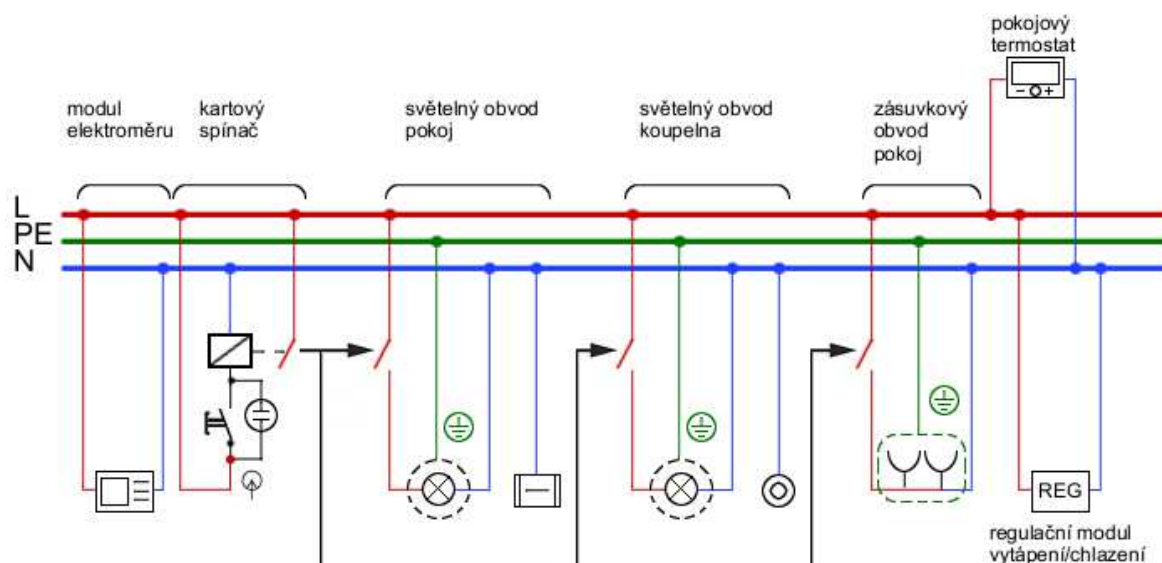 pokojový
termostat
modul
elektroměru
kartový
spínač
světelný obvod
pokoj
světelný obvod
koupelna
zásuvkový
obvod
pokoj
L
PE
N
REG
regulační modul
vytápení/chlazení